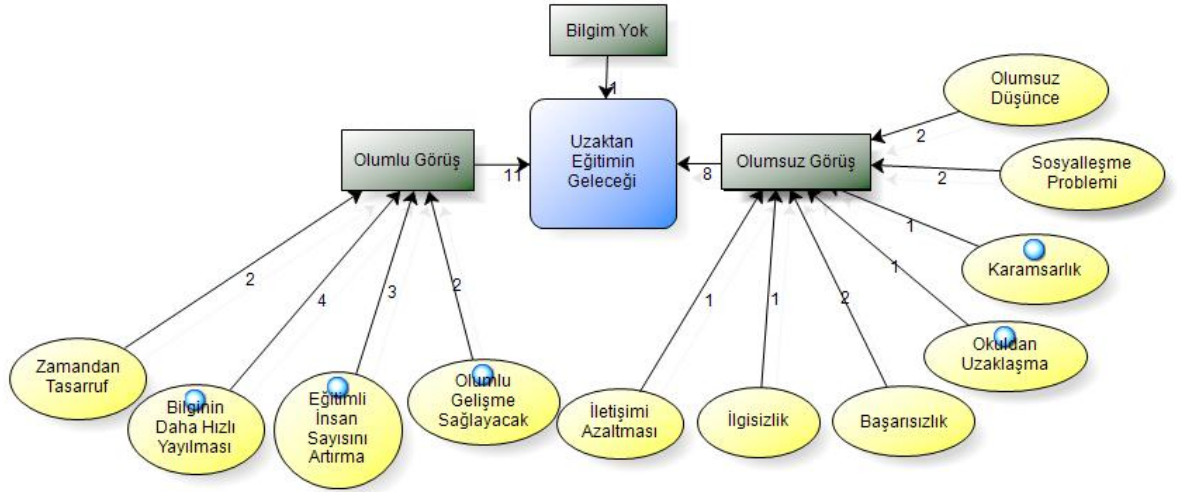 Bilgim Yok
1
Olumsuz
Düşünce
2
Uzaktan
Eğitimin
Geleceği
Olumlu Görüş
11
Olumsuz Görüş
8
Sosyalleşme
Problemi
2
1
Karamsarlık
2
4
3
2
1
1
2
1
Okuldan
Uzaklaşma
Zamandan
Tasarruf
Bilginin
Daha Hızlı
Yayılması
Eğitimli
İnsan
Sayısını
Artırma
Olumlu
Gelişme
Sağlayacak
İletişimi
Azaltması
İlgisizlik
Başarısızlık